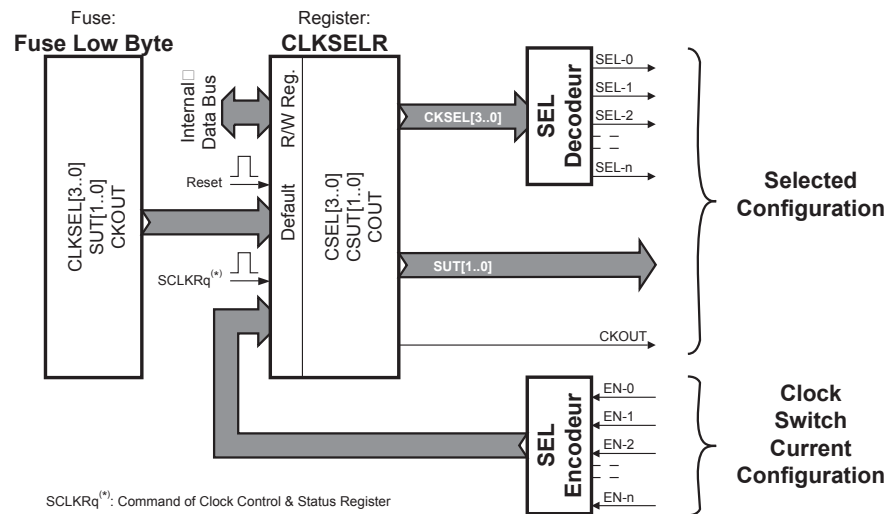 Fuse:
Fuse Low Byte
CLKSEL[3..0]
SUT[1..0]
CKOUT
Register:
CLKSELR
Internal
Data Bus
R/W Reg.
Reset
Default
SCLKRq(*)
CSEL[3..0]
CSUT[1..0]
COUT
CKSEL[3..0]
SUT[1..0]
CKOUT
SEL
Decodeur
SEL-0
SEL-1
SEL-2
SEL-n
Selected
Configuration
SEL
Encodeur
EN-0
EN-1
EN-2
EN-n
Clock
Switch
Current
Configuration
SCLKRq(*): Command of Clock Control & Status Register